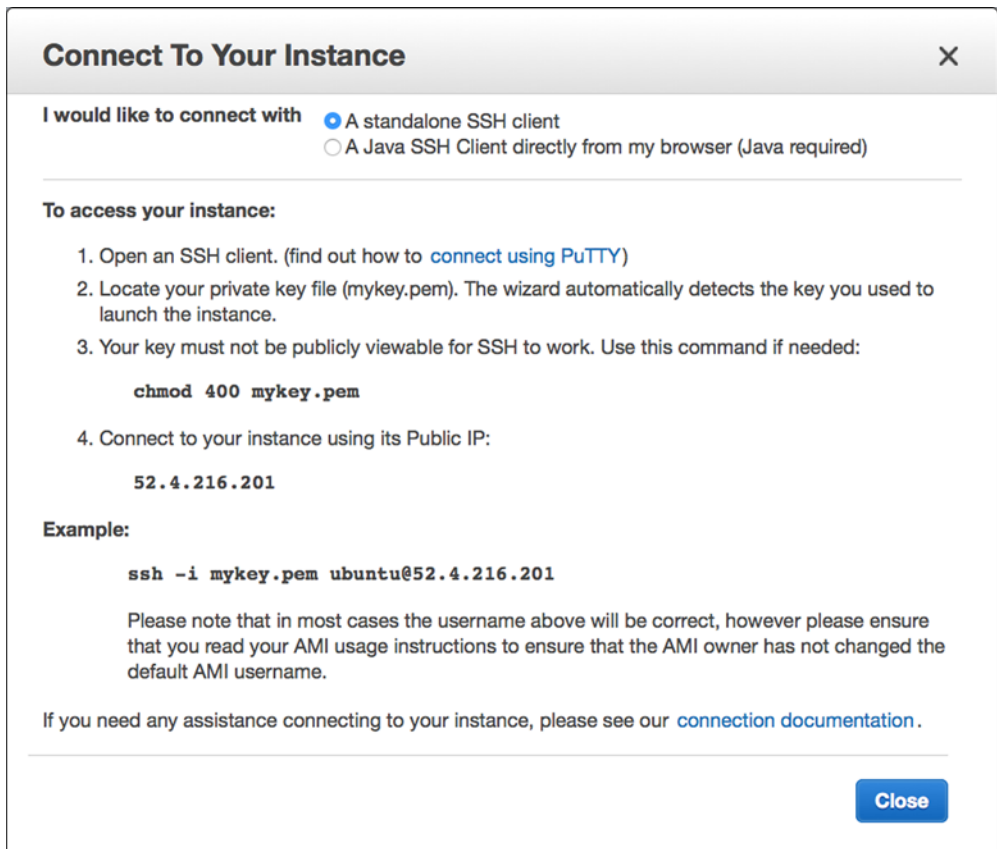 Connect To Your Instance
I would like to connect with
A standalone SSH client
A Java SSH Client directly from my browser (Java required)
To access your instance:
1. Open an SSH client. (find out how to connect using PuTTY)
2. Locate your private key file (mykey.pem). The wizard automatically detects the key you used to
launch the instance.
3. Your key must not be publicly viewable for SSH to work. Use this command if needed:
chmod 400 mykey.pem
4. Connect to your instance using its Public IP:
52.4.216.201
Example:
ssh -i mykey.pem ubuntu@52.4.216.201
Please note that in most cases the username above will be correct, however please ensure
that you read your AMI usage instructions to ensure that the AMI owner has not changed the
default AMI username.
If you need any assistance connecting to your instance, please see our connection documentation.
Close